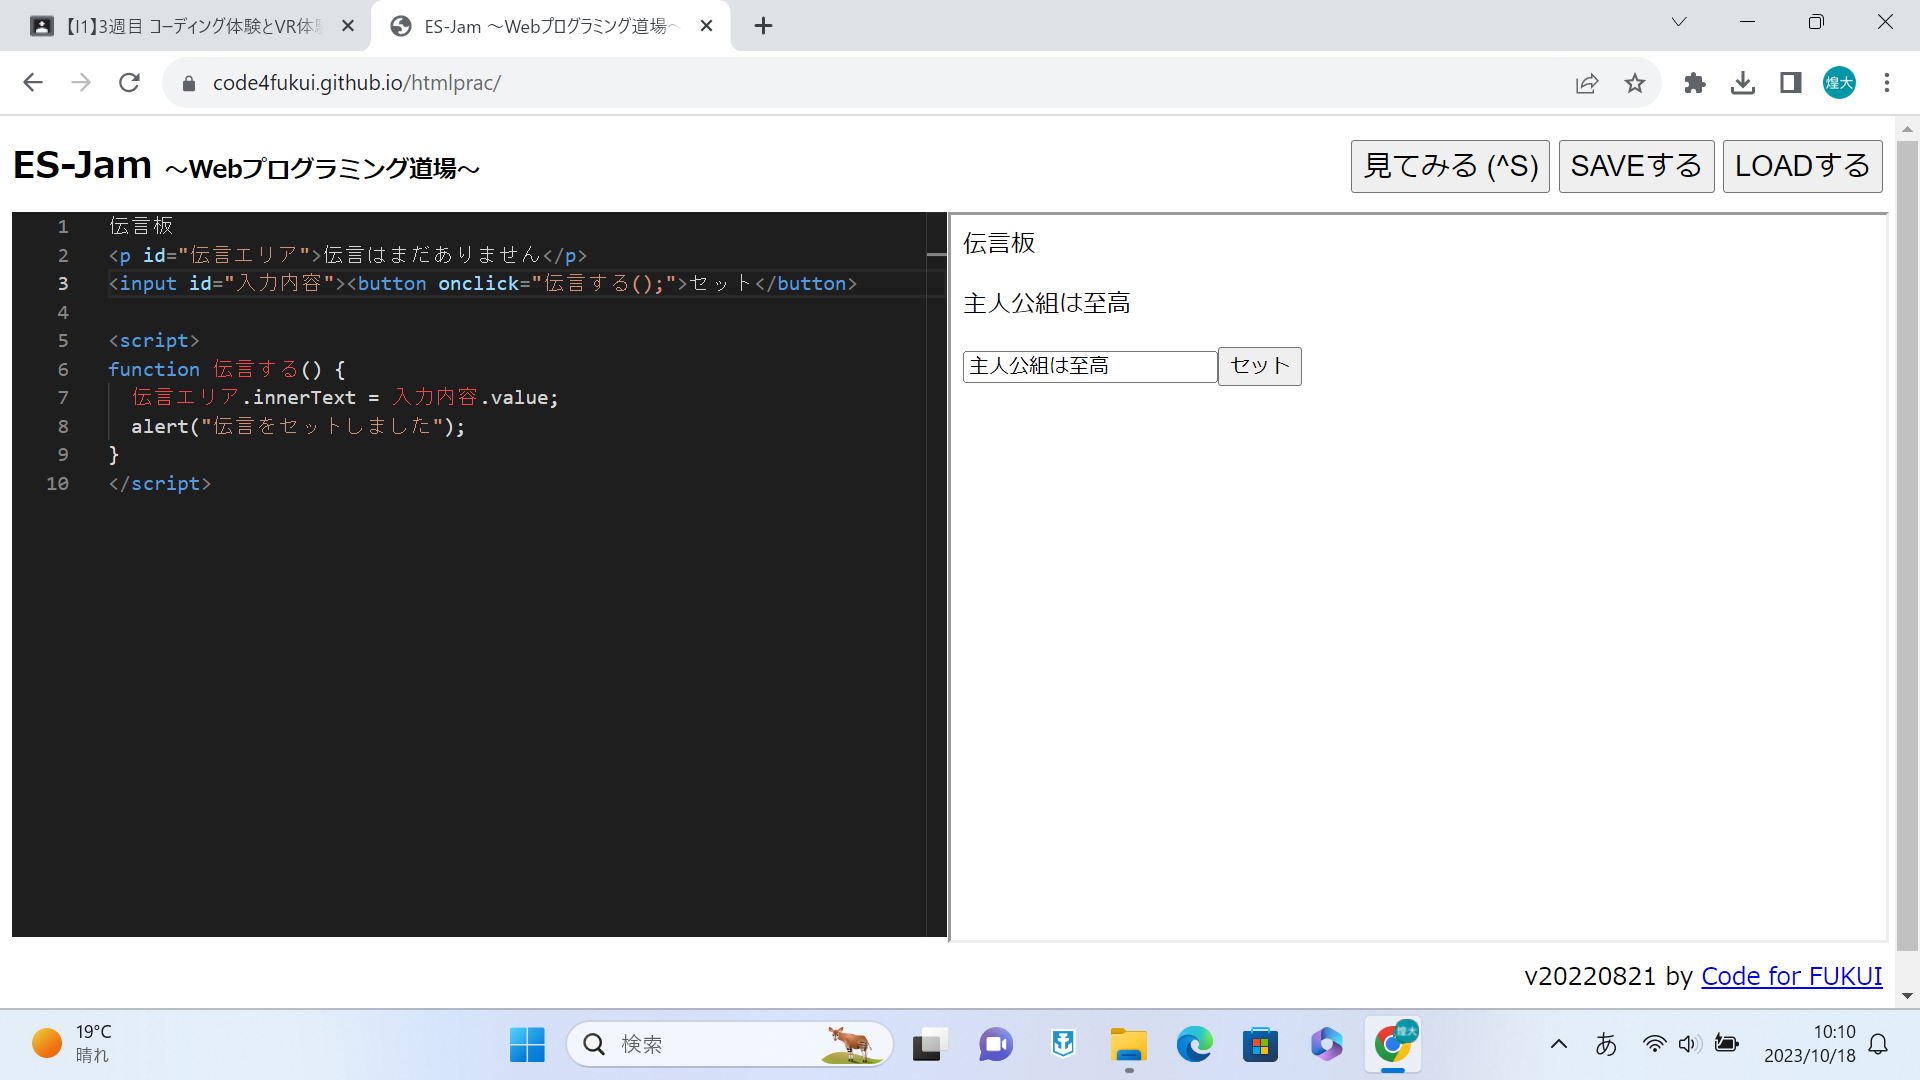 【I1】3週目 コーディング体験とVR体
ES-Jam ～Webプログラミング道場～
code4fukui.github.io/htmlprac/
煌大
ES-Jam ～Webプログラミング道場～
見てみる (^S)
SAVEする
LOADする
1 伝言板
2 <p id="伝言エリア">伝言はまだありません</p>
3 <input id="入力内容"><button onclick="伝言する();">セット</button>
4
5 <script>
6 function 伝言する() {
7 伝言エリア.innerText = 入力内容.value;
8 alert("伝言をセットしました");
9 }
10 </script>
伝言板
主人公組は至高
主人公組は至高
セット
v20220821 by Code for FUKUI
19°C
晴れ
検索
煌大
あ
10:10
2023/10/18